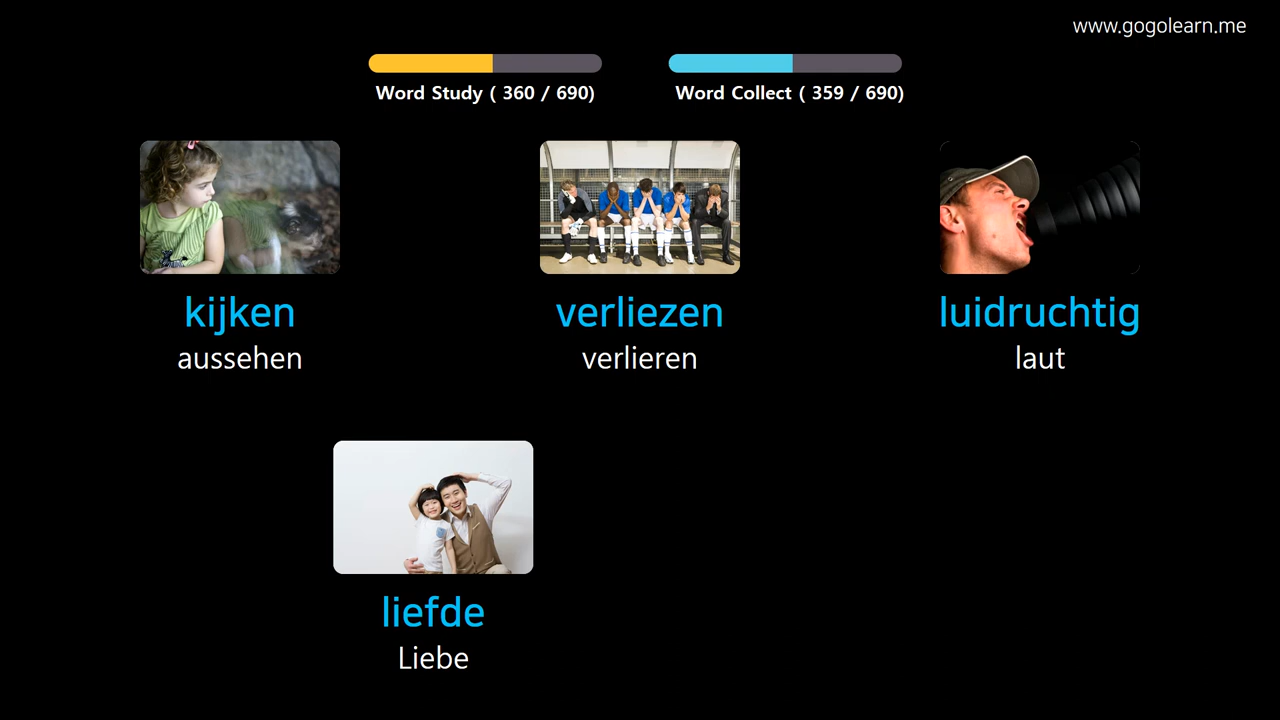 www.gogolearn.me
Word Study ( 360 / 690)
Word Collect ( 359 / 690)
kijken
aussehen
verliezen
verlieren
luidruchtig
laut
liefde
Liebe